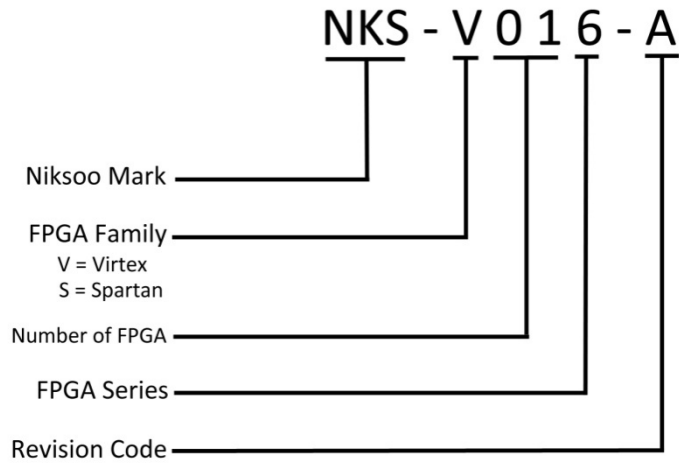 NKS - V 0 1 6 - A
Niksoo Mark
FPGA Family
V = Virtex
S = Spartan
Number of FPGA
FPGA Series
Revision Code